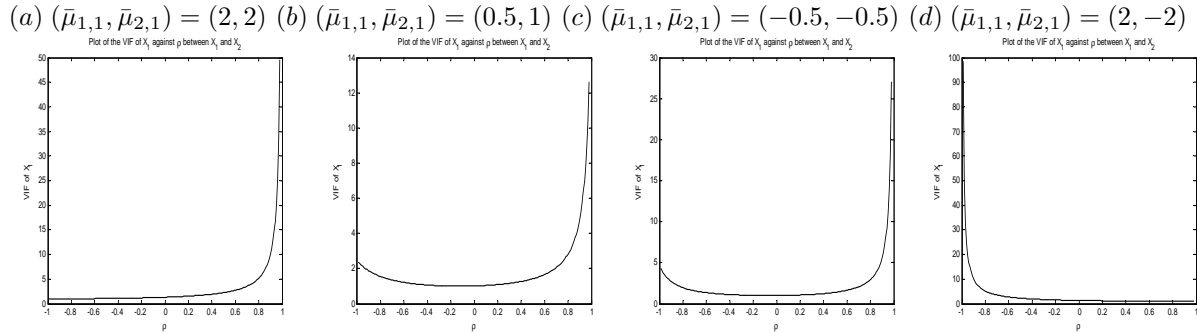 (a) (μ̄₁,₁, μ̄₂,₁) = (2, 2) (b) (μ̄₁,₁, μ̄₂,₁) = (0.5, 1) (c) (μ̄₁,₁, μ̄₂,₁) = (−0.5, −0.5) (d) (μ̄₁,₁, μ̄₂,₁) = (2, −2)
Plot of the VIF of X₁ against ρ between X₁ and X₂
VIF of X₁
50
45
40
35
30
25
20
15
10
5
0
-1 -0.8 -0.6 -0.4 -0.2 0 0.2 0.4 0.6 0.8 1
ρ
Plot of the VIF of X₁ against ρ between X₁ and X₂
VIF of X₁
14
12
10
8
6
4
2
0
-1 -0.8 -0.6 -0.4 -0.2 0 0.2 0.4 0.6 0.8 1
ρ
Plot of the VIF of X₁ against ρ between X₁ and X₂
VIF of X₁
30
25
20
15
10
5
0
-1 -0.8 -0.6 -0.4 -0.2 0 0.2 0.4 0.6 0.8 1
ρ
Plot of the VIF of X₁ against ρ between X₁ and X₂
VIF of X₁
100
90
80
70
60
50
40
30
20
10
0
-1 -0.8 -0.6 -0.4 -0.2 0 0.2 0.4 0.6 0.8 1
ρ